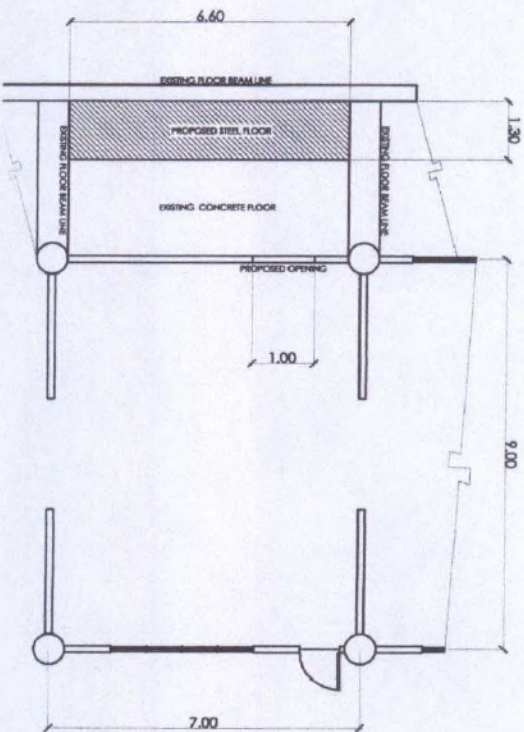 6.60
EXISTING FLOOR BEAM LINE
PROPOSED STEEL FLOOR
1.30
EXISTING FLOOR BEAM LINE
EXISTING FLOOR BEAM LINE
EXISTING CONCRETE FLOOR
PROPOSED OPENING
1.00
9.00
7.00